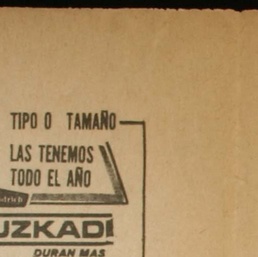 TIPO O TAMAÑO
LAS TENEMOS
TODO EL AÑO
UZKADI
DURAN MAS